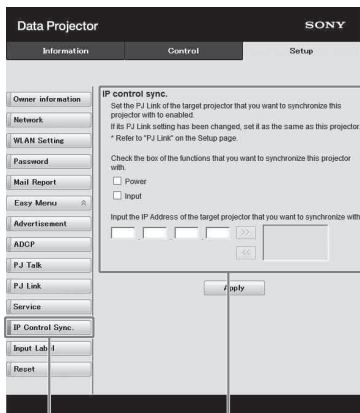 Data Projector
SONY
Information
Control
Setup
Owner information
Network
WLAN Setting
Password
Mail Report
Easy Menu
Advertisement
ADCP
PJ Talk
PJ Link
Service
IP Control Sync.
Input Label
Reset
IP control sync.
Set the PJ Link of the target projector that you want to synchronize this
projector with to enabled.
If its PJ Link setting has been changed, set it as the same as this projector.
* Refer to "PJ Link" on the Setup page.
Check the box of the functions that you want to synchronize this projector
with.
Power
Input
Input the IP Address of the target projector that you want to synchronize with
. . .
>>
<<
Apply